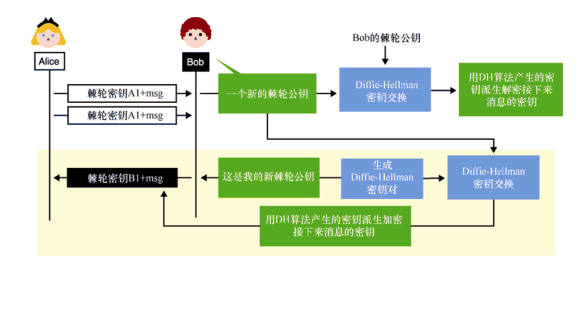 Bob的棘轮公钥
Alice
Bob
棘轮密钥A1+msg
棘轮密钥A1+msg
一个新的棘轮公钥
Diffie-Hellman
密钥交换
用DH算法产生的密
钥派生解密接下来
消息的密钥
棘轮密钥B1+msg
这是我的新棘轮公钥
生成
Diffie-Hellman
密钥对
Diffie-Hellman
密钥交换
用DH算法产生的密钥派生加密
接下来消息的密钥